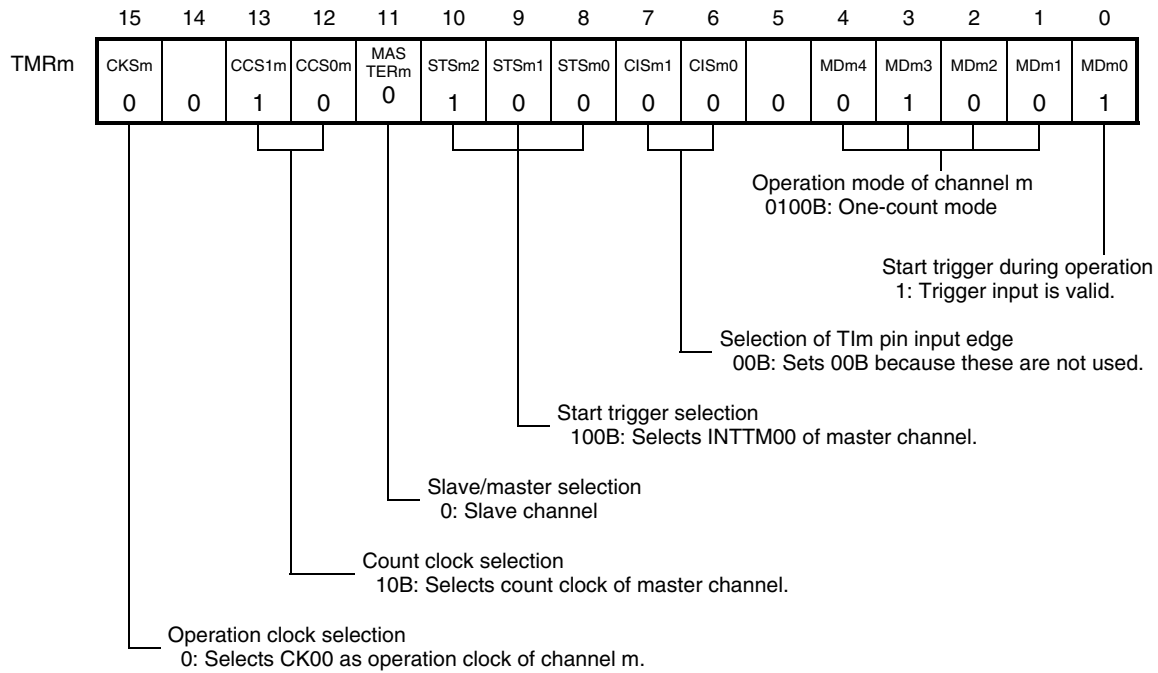 15 14 13 12 11 10 9 8 7 6 5 4 3 2 1 0
TMRm CKSm CCS1m CCS0m MAS TERm STSm2 STSm1 STSm0 CISm1 CISm0 MDm4 MDm3 MDm2 MDm1 MDm0
0 0 1 0 0 1 0 0 0 0 0 0 1 0 0 1
Operation mode of channel m
0100B: One-count mode
Start trigger during operation
1: Trigger input is valid.
Selection of TIm pin input edge
00B: Sets 00B because these are not used.
Start trigger selection
100B: Selects INTTM00 of master channel.
Slave/master selection
0: Slave channel
Count clock selection
10B: Selects count clock of master channel.
Operation clock selection
0: Selects CK00 as operation clock of channel m.